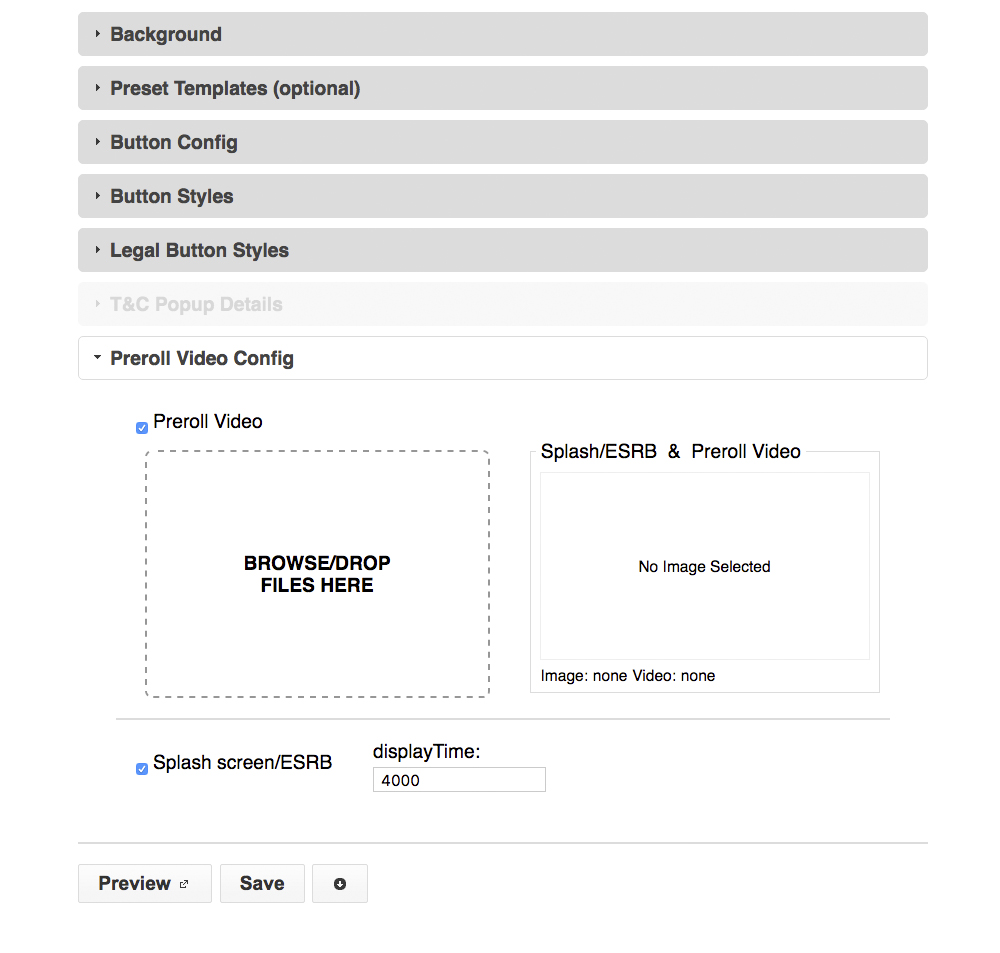 Background
Preset Templates (optional)
Button Config
Button Styles
Legal Button Styles
T&C Popup Details
Preroll Video Config
Preroll Video
BROWSE/DROP
FILES HERE
Splash/ESRB & Preroll Video
No Image Selected
Image: none Video: none
Splash screen/ESRB
displayTime:
4000
Preview
Save